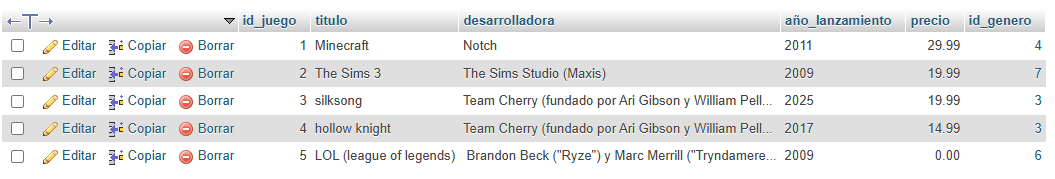 id_juego titulo desarrolladora año_lanzamiento precio id_genero
Editar Copiar Borrar 1 Minecraft Notch 2011 29.99 4
Editar Copiar Borrar 2 The Sims 3 The Sims Studio (Maxis) 2009 19.99 7
Editar Copiar Borrar 3 silksong Team Cherry (fundado por Ari Gibson y William Pell... 2025 19.99 3
Editar Copiar Borrar 4 hollow knight Team Cherry (fundado por Ari Gibson y William Pell... 2017 14.99 3
Editar Copiar Borrar 5 LOL (league of legends) Brandon Beck ("Ryze") y Marc Merrill ("Tryndamere... 2009 0.00 6